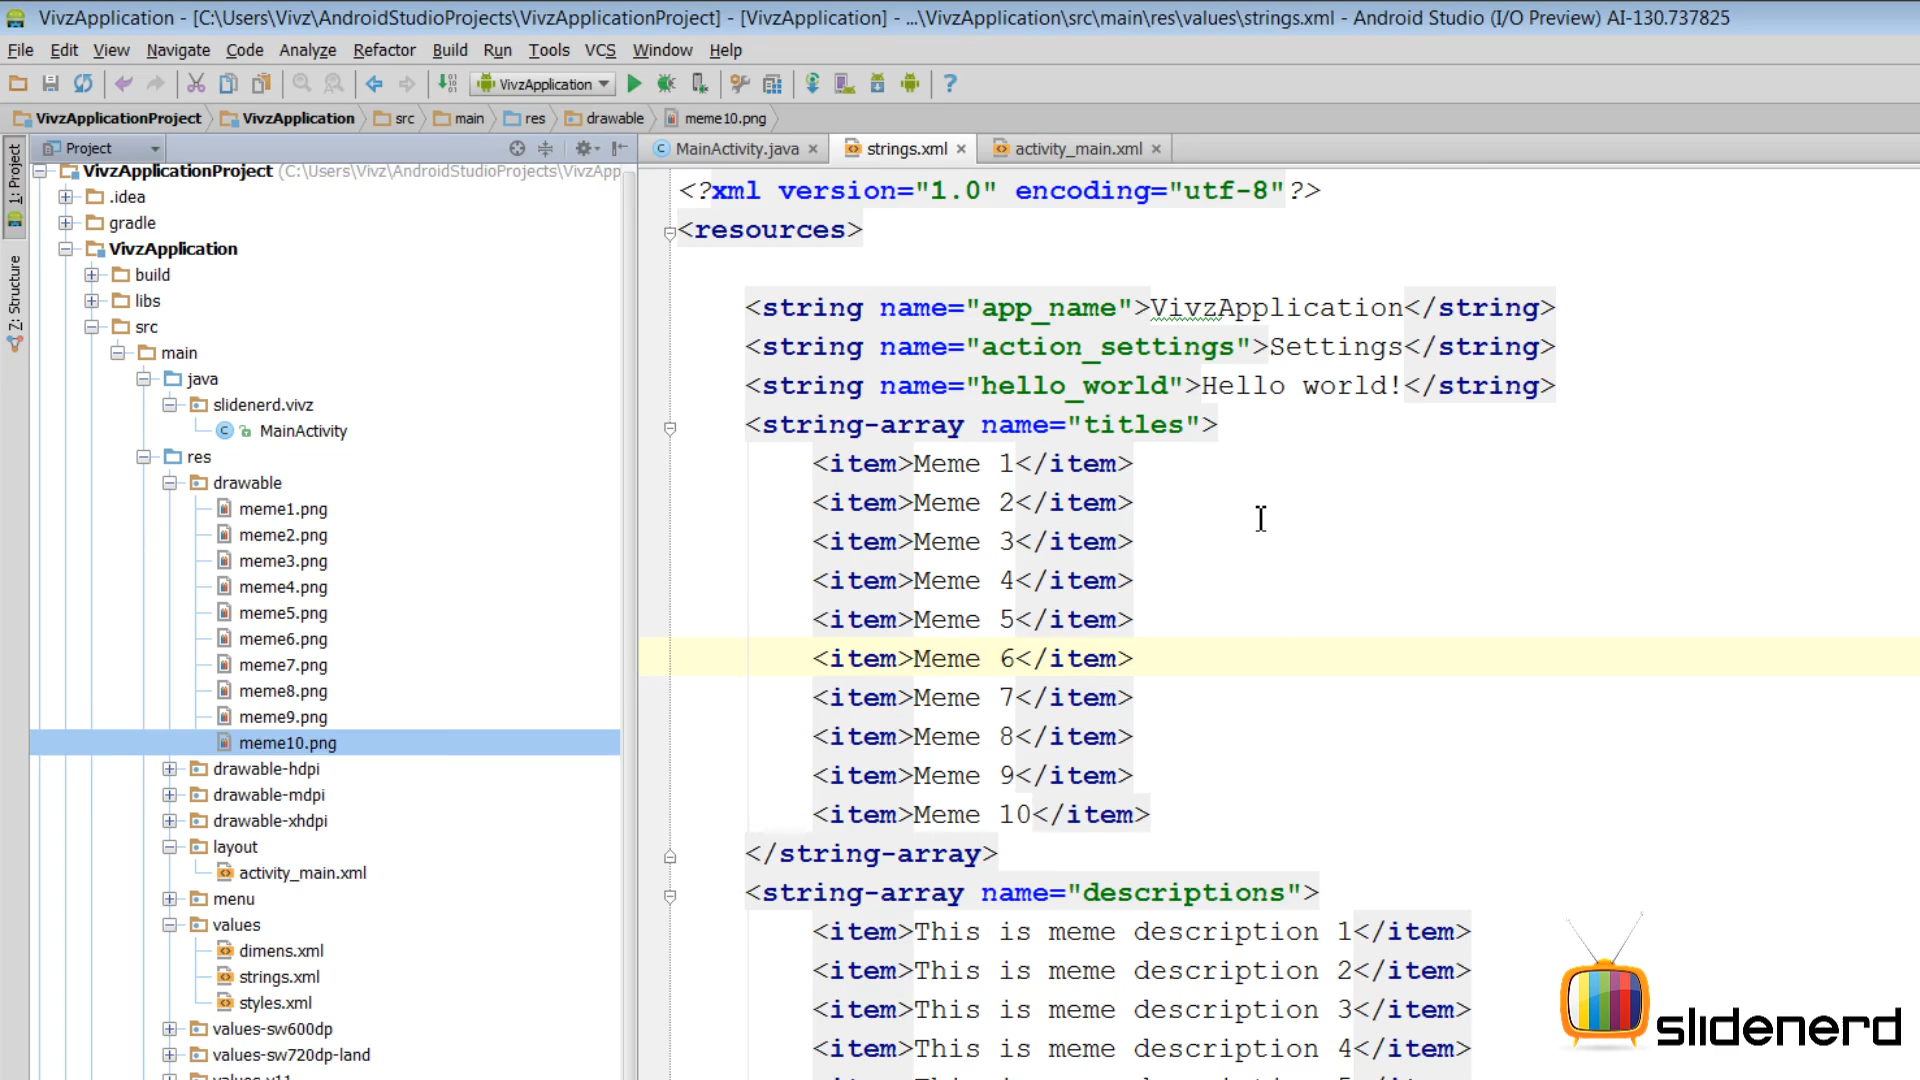 VivzApplication - [C:\Users\Vivz\AndroidStudioProjects\VivzApplicationProject] - [VivzApplication] - ...\VivzApplication\src\main\res\values\strings.xml - Android Studio (I/O Preview) AI-130.737825
File Edit View Navigate Code Analyze Refactor Build Run Tools VCS Window Help
VivzApplication
VivzApplicationProject VivzApplication src main res drawable meme10.png
1: Project
Z: Structure
Project
VivzApplicationProject (C:\Users\Vivz\AndroidStudioProjects\VivzApp
.idea
gradle
VivzApplication
build
libs
src
main
java
slidenerd.vivz
MainActivity
res
drawable
meme1.png
meme2.png
meme3.png
meme4.png
meme5.png
meme6.png
meme7.png
meme8.png
meme9.png
meme10.png
drawable-hdpi
drawable-mdpi
drawable-xhdpi
layout
activity_main.xml
menu
values
dimens.xml
strings.xml
styles.xml
values-sw600dp
values-sw720dp-land
MainActivity.java strings.xml activity_main.xml
<?xml version="1.0" encoding="utf-8"?>
<resources>
<string name="app_name">VivzApplication</string>
<string name="action_settings">Settings</string>
<string name="hello_world">Hello world!</string>
<string-array name="titles">
<item>Meme 1</item>
<item>Meme 2</item>
<item>Meme 3</item>
<item>Meme 4</item>
<item>Meme 5</item>
<item>Meme 6</item>
<item>Meme 7</item>
<item>Meme 8</item>
<item>Meme 9</item>
<item>Meme 10</item>
</string-array>
<string-array name="descriptions">
<item>This is meme description 1</item>
<item>This is meme description 2</item>
<item>This is meme description 3</item>
<item>This is meme description 4</item>
slidenerd